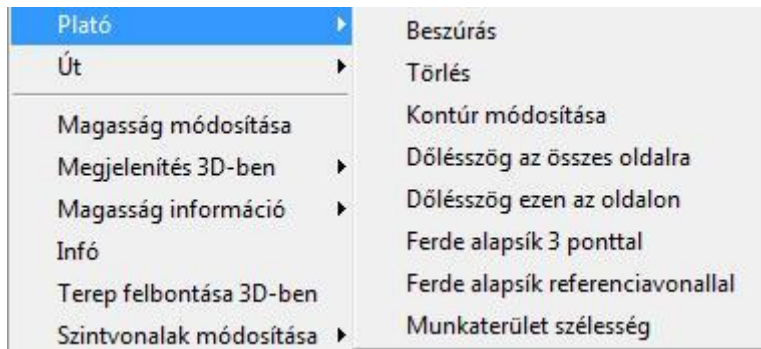 Plató
Út
Magasság módosítása
Megjelenítés 3D-ben
Magasság információ
Infó
Terep felbontása 3D-ben
Szintvonalak módosítása
Beszúrás
Törlés
Kontúr módosítása
Dőlésszög az összes oldalra
Dőlésszög ezen az oldalon
Ferde alapsík 3 ponttal
Ferde alapsík referenciavonallal
Munkaterület szélesség